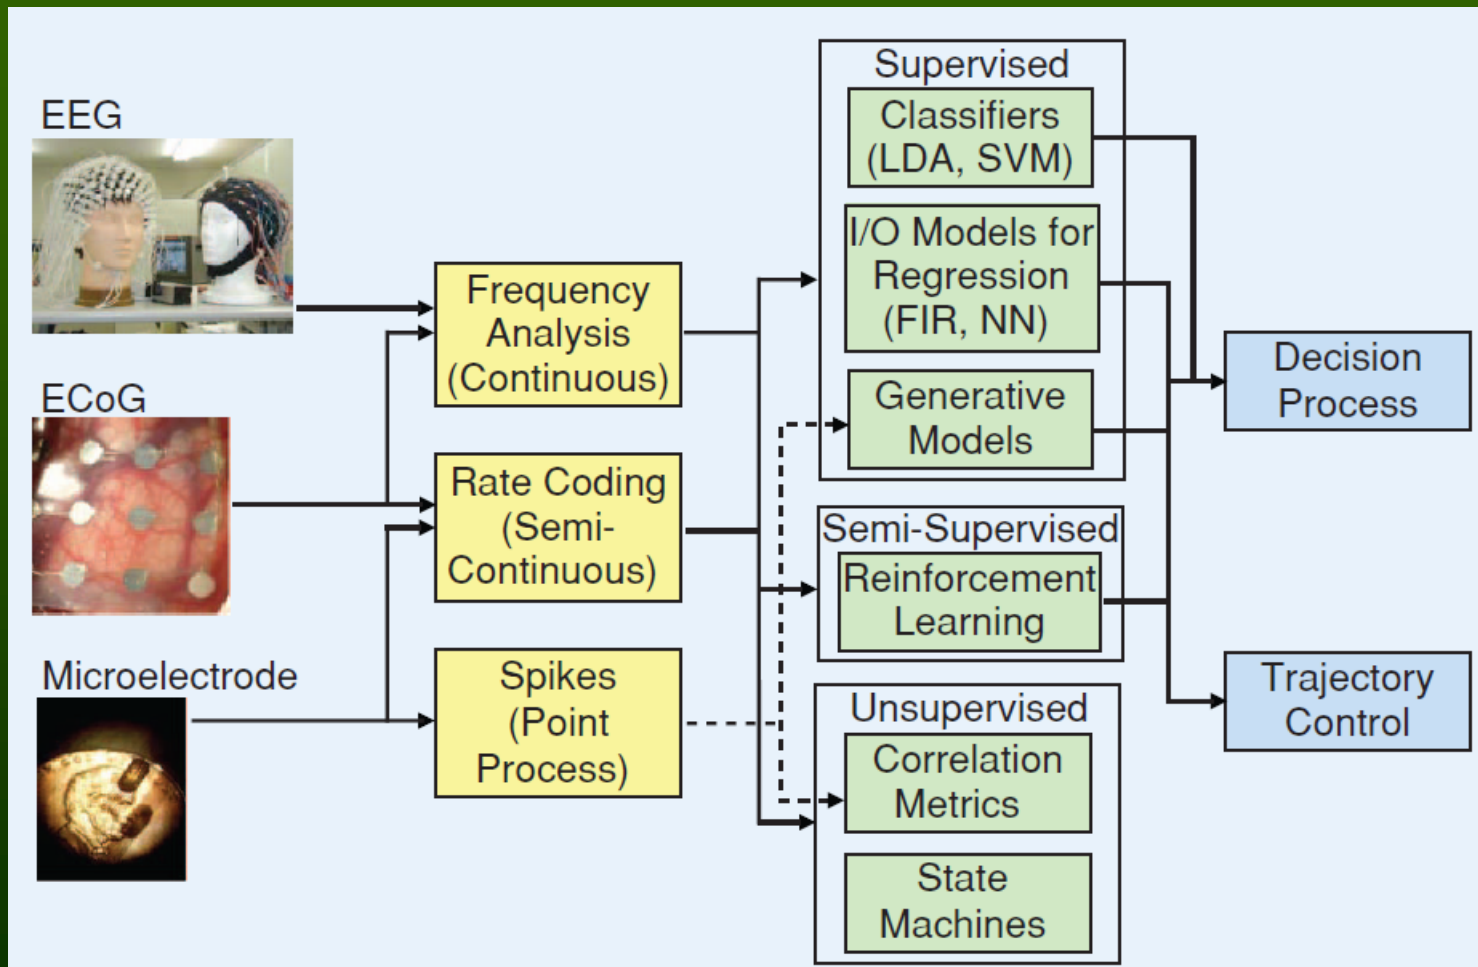 EEG
ECoG
Microelectrode
Frequency
Analysis
(Continuous)
Rate Coding
(Semi-
Continuous)
Spikes
(Point
Process)
Supervised
Classifiers
(LDA, SVM)
I/O Models for
Regression
(FIR, NN)
Generative
Models
Semi-Supervised
Reinforcement
Learning
Unsupervised
Correlation
Metrics
State
Machines
Decision
Process
Trajectory
Control